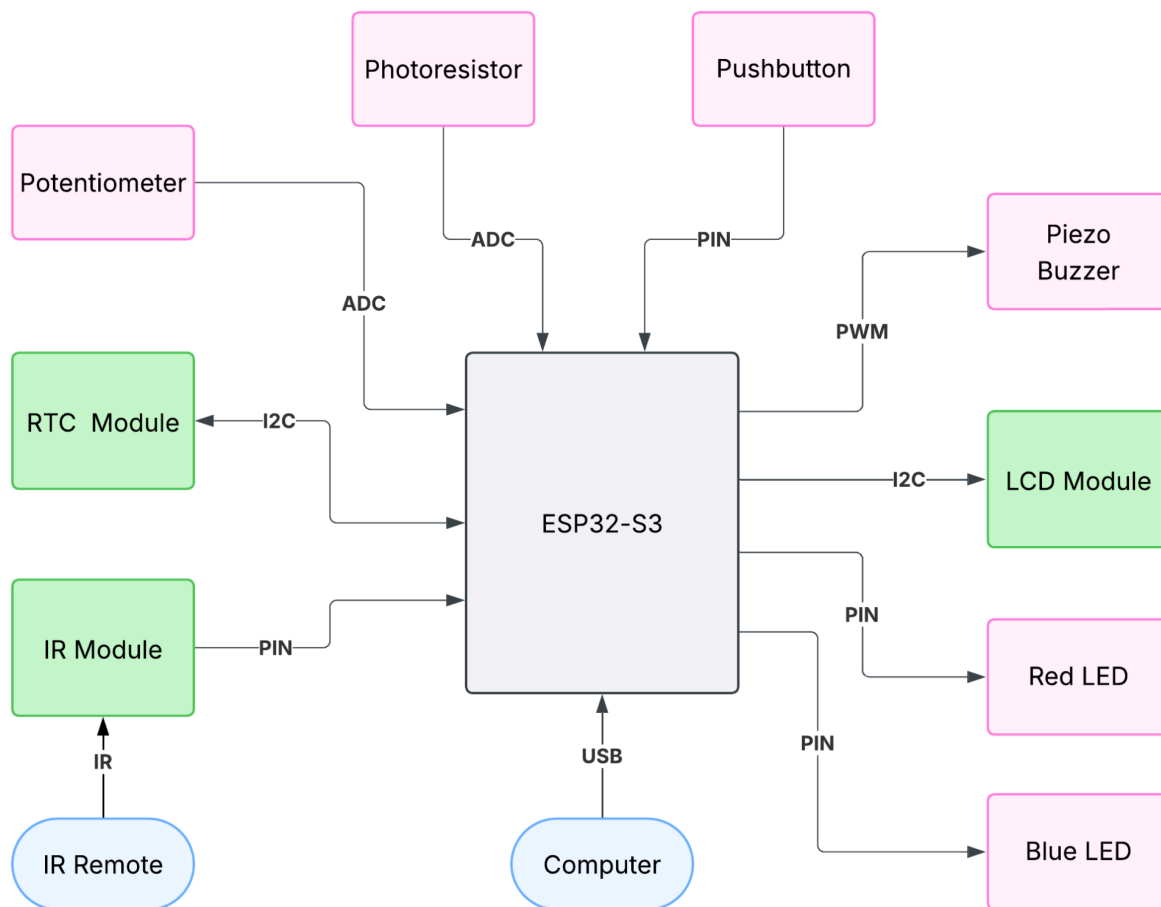 Photoresistor
Pushbutton
Potentiometer
ADC
PIN
Piezo
Buzzer
ADC
PWM
RTC  Module
I2C
I2C
LCD Module
ESP32-S3
IR Module
PIN
PIN
Red LED
PIN
IR
USB
IR Remote
Computer
Blue LED